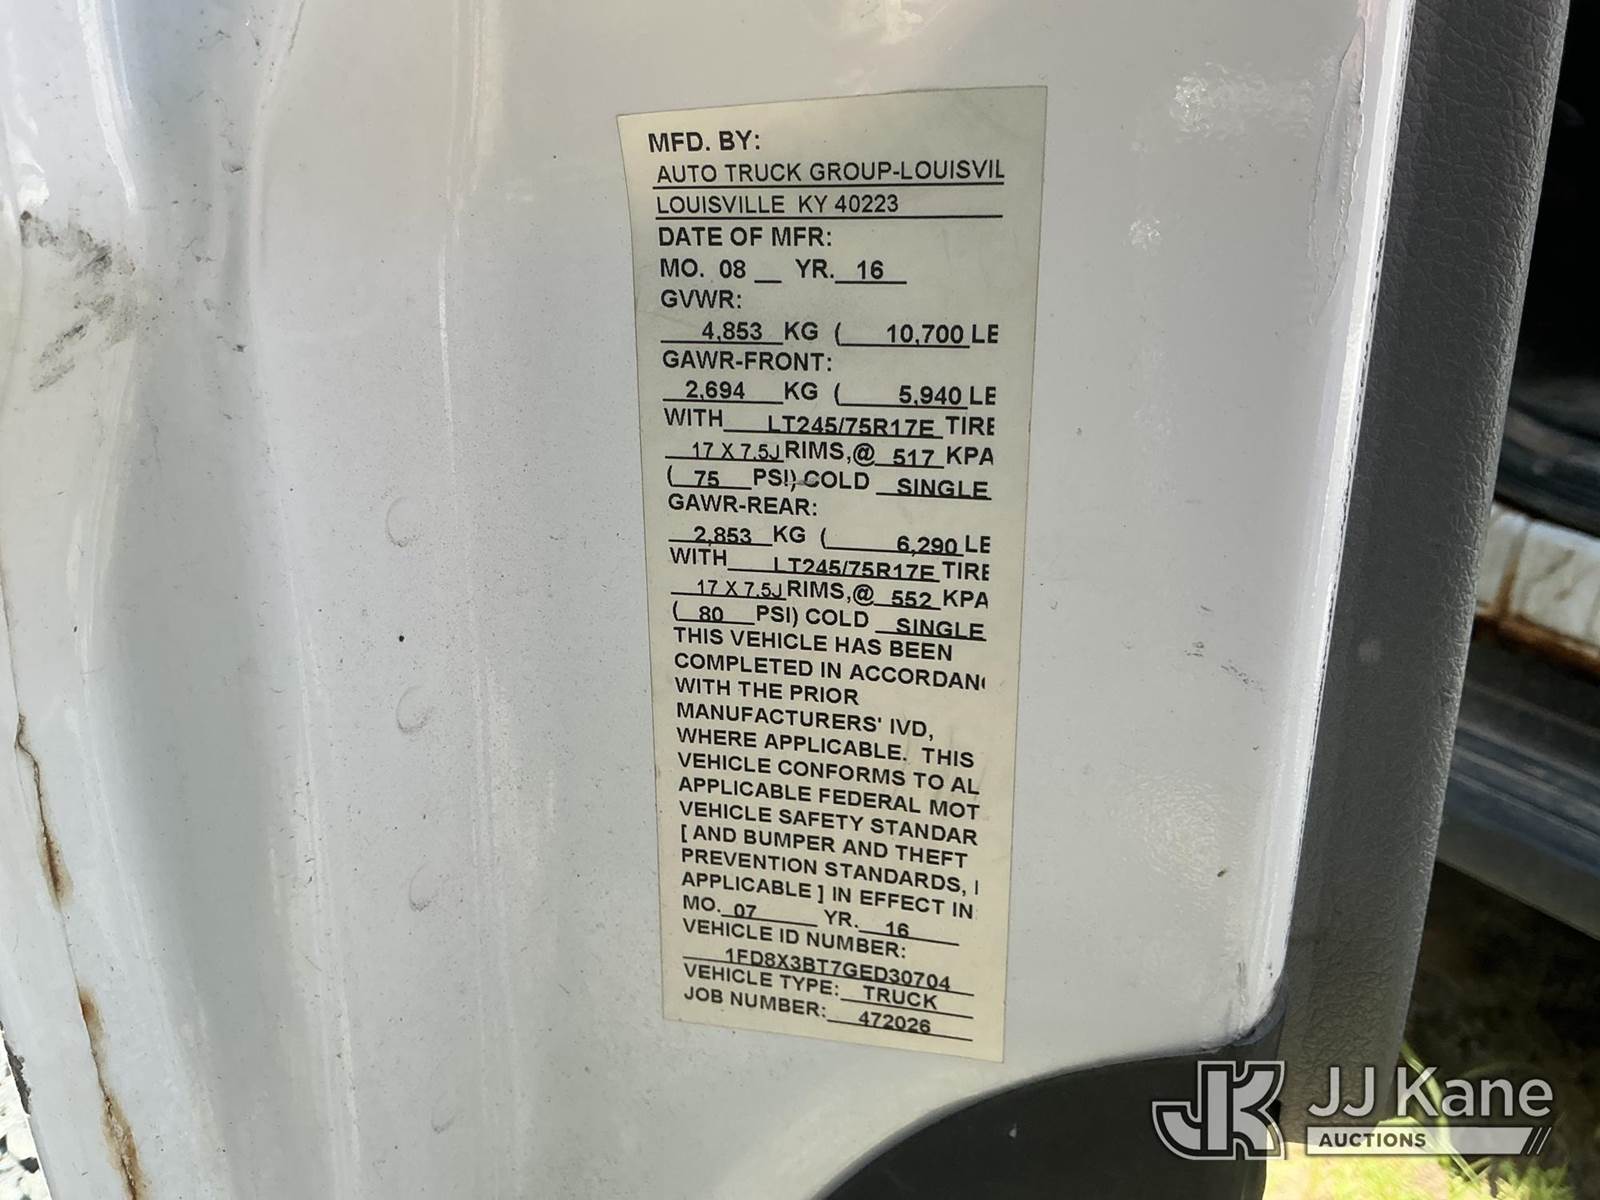 MFD. BY:
AUTO TRUCK GROUP-LOUISVIL
LOUISVILLE KY 40223
DATE OF MFR:
MO. 08 YR. 16
GVWR:
4,853 KG ( 10,700 LE
GAWR-FRONT:
2,694 KG ( 5,940 LE
WITH LT245/75R17E TIRE
17 X 7.5J RIMS,@ 517 KPA
( 75 PSI) COLD SINGLE
GAWR-REAR:
2,853 KG ( 6,290 LE
WITH LT245/75R17E TIRE
17 X 7.5J RIMS,@ 552 KPA
( 80 PSI) COLD SINGLE
THIS VEHICLE HAS BEEN
COMPLETED IN ACCORDAN
WITH THE PRIOR
MANUFACTURERS' IVD,
WHERE APPLICABLE. THIS
VEHICLE CONFORMS TO AL
APPLICABLE FEDERAL MOT
VEHICLE SAFETY STANDAR
[ AND BUMPER AND THEFT
PREVENTION STANDARDS, I
APPLICABLE ] IN EFFECT IN
MO. 07 YR. 16
VEHICLE ID NUMBER:
1FD8X3BT7GED30704
VEHICLE TYPE: TRUCK
JOB NUMBER: 472026
JK JJ Kane
AUCTIONS